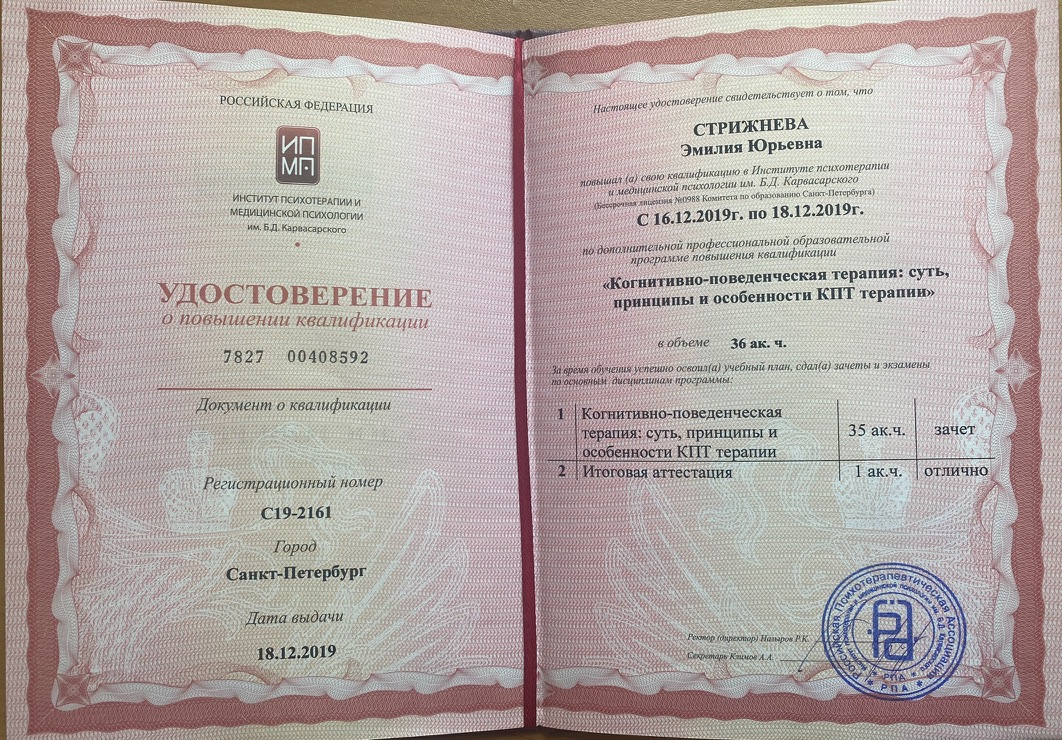 РОССИЙСКАЯ ФЕДЕРАЦИЯ
ИП
МП
ИНСТИТУТ ПСИХОТЕРАПИИ И
МЕДИЦИНСКОЙ ПСИХОЛОГИИ
им. Б.Д. Карвасарского
УДОСТОВЕРЕНИЕ
о повышении квалификации
7827 00408592
Документ о квалификации
Регистрационный номер
С19-2161
Город
Санкт-Петербург
Дата выдачи
18.12.2019
Настоящее удостоверение свидетельствует о том, что
СТРИЖНЕВА
Эмилия Юрьевна
повышал (а) свою квалификацию в Институте психотерапии
и медицинской психологии им. Б.Д. Карвасарского
(Бессрочная лицензия №0988 Комитета по образованию Санкт-Петербурга)
С 16.12.2019г. по 18.12.2019г.
по дополнительной профессиональной образовательной
программе повышения квалификации
«Когнитивно-поведенческая терапия: суть,
принципы и особенности КПТ терапии»
в объеме 36 ак. ч.
За время обучения успешно освоил(а) учебный план, сдал(а) зачеты и экзамены
по основным дисциплинам программы:
1 Когнитивно-поведенческая
терапия: суть, принципы и 35 ак.ч. зачет
особенности КПТ терапии
2 Итоговая аттестация 1 ак.ч. отлично
Ректор (директор) Назыров Р.К.
Секретарь Климов А.А.
Российская Психотерапевтическая Ассоциация
РПА
РПА